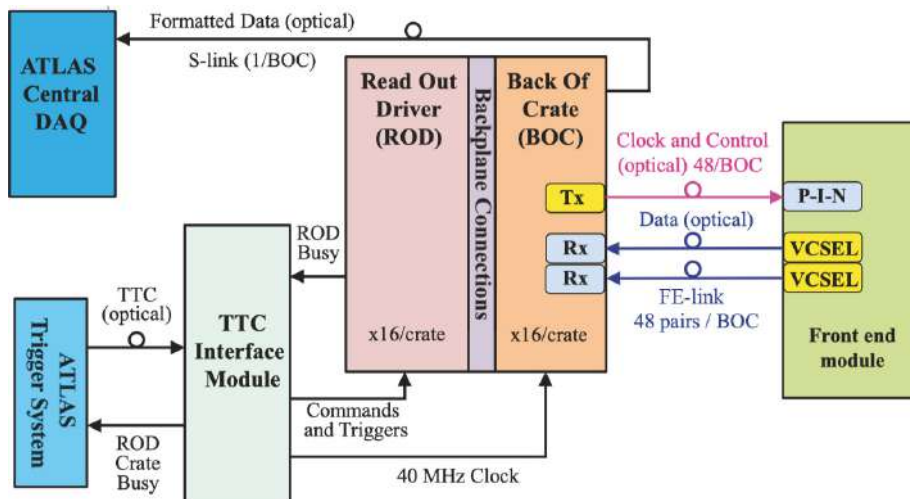 Formatted Data (optical)
S-link (1/BOC)
ATLAS
Central
DAQ
Read Out
Driver
(ROD)
Backplane Connections
Back Of
Crate
(BOC)
Clock and Control
(optical) 48/BOC
Tx
P-I-N
Data (optical)
Rx
VCSEL
Rx
VCSEL
FE-link
48 pairs / BOC
Front end
module
x16/crate
x16/crate
ROD
Busy
TTC
(optical)
TTC
Interface
Module
ATLAS
Trigger System
Commands
and Triggers
ROD
Crate
Busy
40 MHz Clock